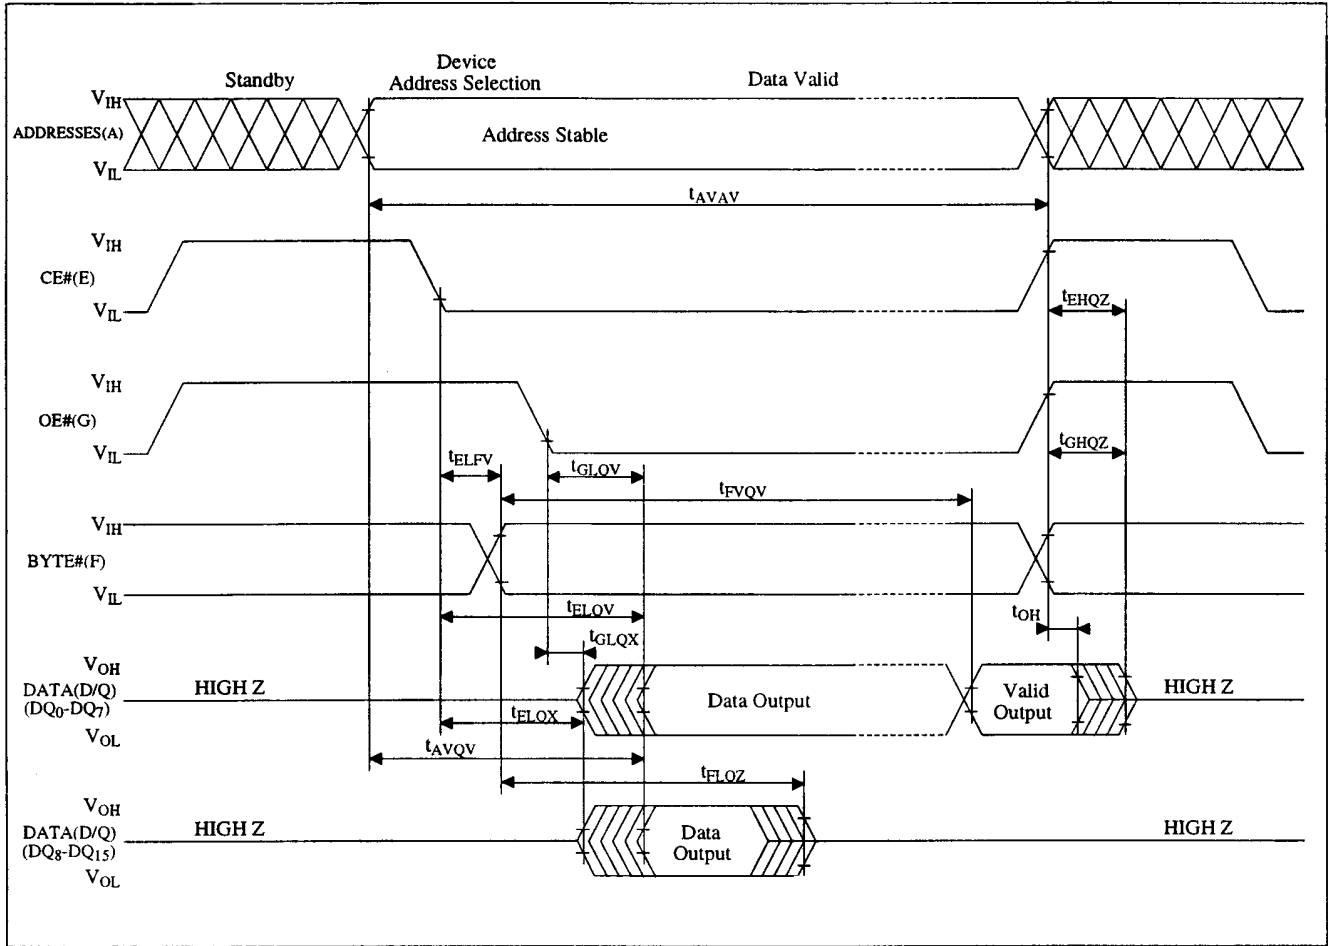 Standby
Device
Address Selection
Data Valid
VIH
ADDRESSES(A)
Address Stable
VIL
tAVAV
VIH
CE#(E)
VIL
tEHQZ
VIH
OE#(G)
VIL
tELFV
tGLQV
tFVQV
tGHQZ
VIH
BYTE#(F)
VIL
tELQV
tGLQX
tOH
VOH
DATA(D/Q)
(DQ0-DQ7)
VOL
HIGH Z
Data Output
Valid
Output
HIGH Z
tELQX
tAVQV
tFLQZ
VOH
DATA(D/Q)
(DQ8-DQ15)
VOL
HIGH Z
Data
Output
HIGH Z